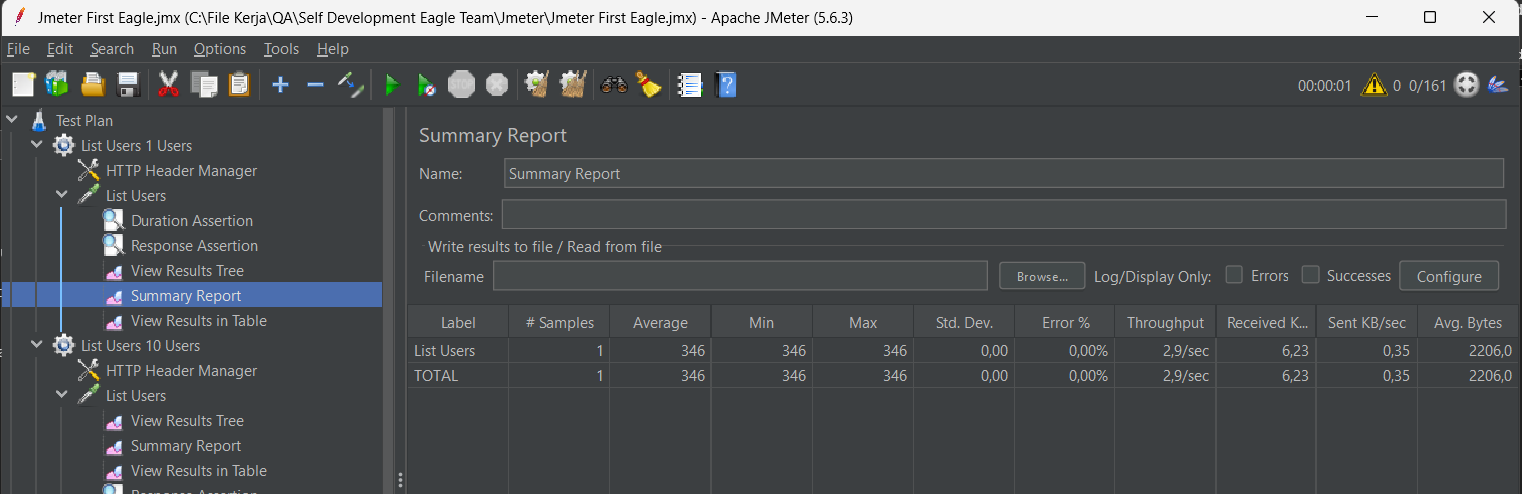 Jmeter First Eagle.jmx (C:\File Kerja\QA\Self Development Eagle Team\Jmeter\Jmeter First Eagle.jmx) - Apache JMeter (5.6.3)
File Edit Search Run Options Tools Help
STOP 00:00:01 0 0/161
Test Plan
List Users 1 Users
HTTP Header Manager
List Users
Duration Assertion
Response Assertion
View Results Tree
Summary Report
View Results in Table
List Users 10 Users
HTTP Header Manager
List Users
View Results Tree
Summary Report
View Results in Table
Response Assertion
Summary Report
Name: Summary Report
Comments:
Write results to file / Read from file
Filename Browse... Log/Display Only: Errors Successes Configure
Label # Samples Average Min Max Std. Dev. Error % Throughput Received K... Sent KB/sec Avg. Bytes
List Users 1 346 346 346 0,00 0,00% 2,9/sec 6,23 0,35 2206,0
TOTAL 1 346 346 346 0,00 0,00% 2,9/sec 6,23 0,35 2206,0